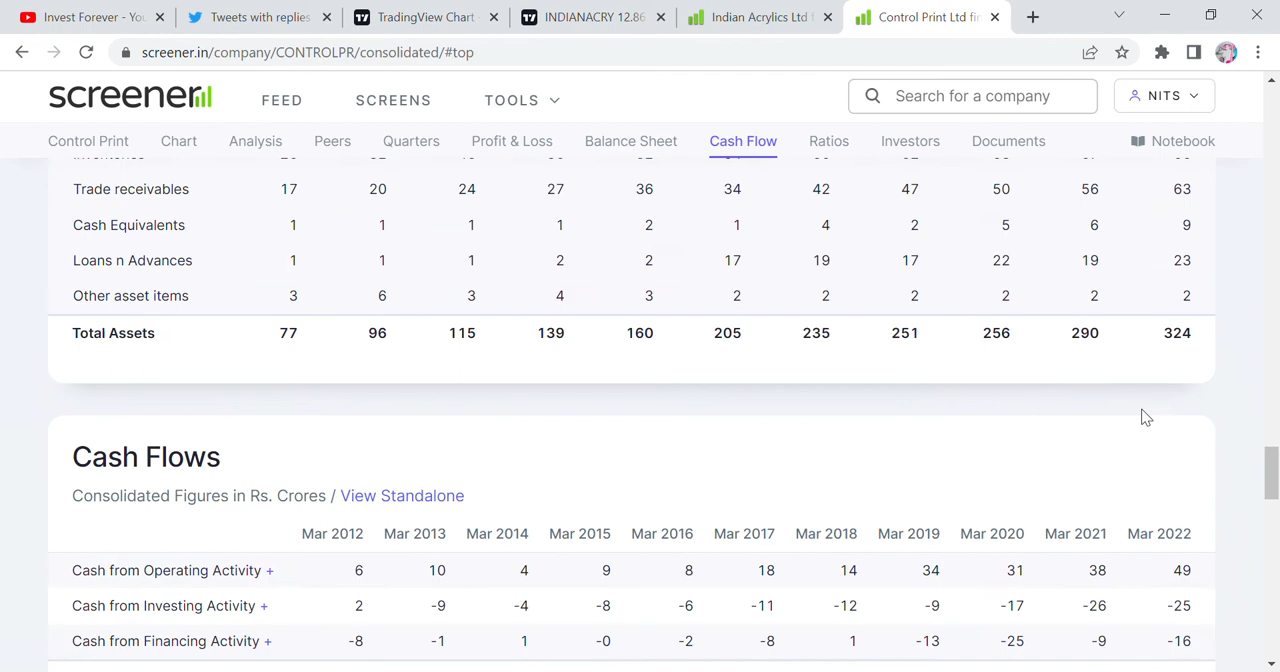 Invest Forever - You
Tweets with replies
TradingView Chart -
INDIANACRY 12.86
Indian Acrylics Ltd f
Control Print Ltd fin
screener.in/company/CONTROLPR/consolidated/#top
screener
FEED
SCREENS
TOOLS
Search for a company
NITS
Control Print Chart Analysis Peers Quarters Profit & Loss Balance Sheet Cash Flow Ratios Investors Documents Notebook
Trade receivables 17 20 24 27 36 34 42 47 50 56 63
Cash Equivalents 1 1 1 1 2 1 4 2 5 6 9
Loans n Advances 1 1 1 2 2 17 19 17 22 19 23
Other asset items 3 6 3 4 3 2 2 2 2 2 2
Total Assets 77 96 115 139 160 205 235 251 256 290 324
Cash Flows
Consolidated Figures in Rs. Crores / View Standalone
Mar 2012 Mar 2013 Mar 2014 Mar 2015 Mar 2016 Mar 2017 Mar 2018 Mar 2019 Mar 2020 Mar 2021 Mar 2022
Cash from Operating Activity + 6 10 4 9 8 18 14 34 31 38 49
Cash from Investing Activity + 2 -9 -4 -8 -6 -11 -12 -9 -17 -26 -25
Cash from Financing Activity + -8 -1 1 -0 -2 -8 1 -13 -25 -9 -16